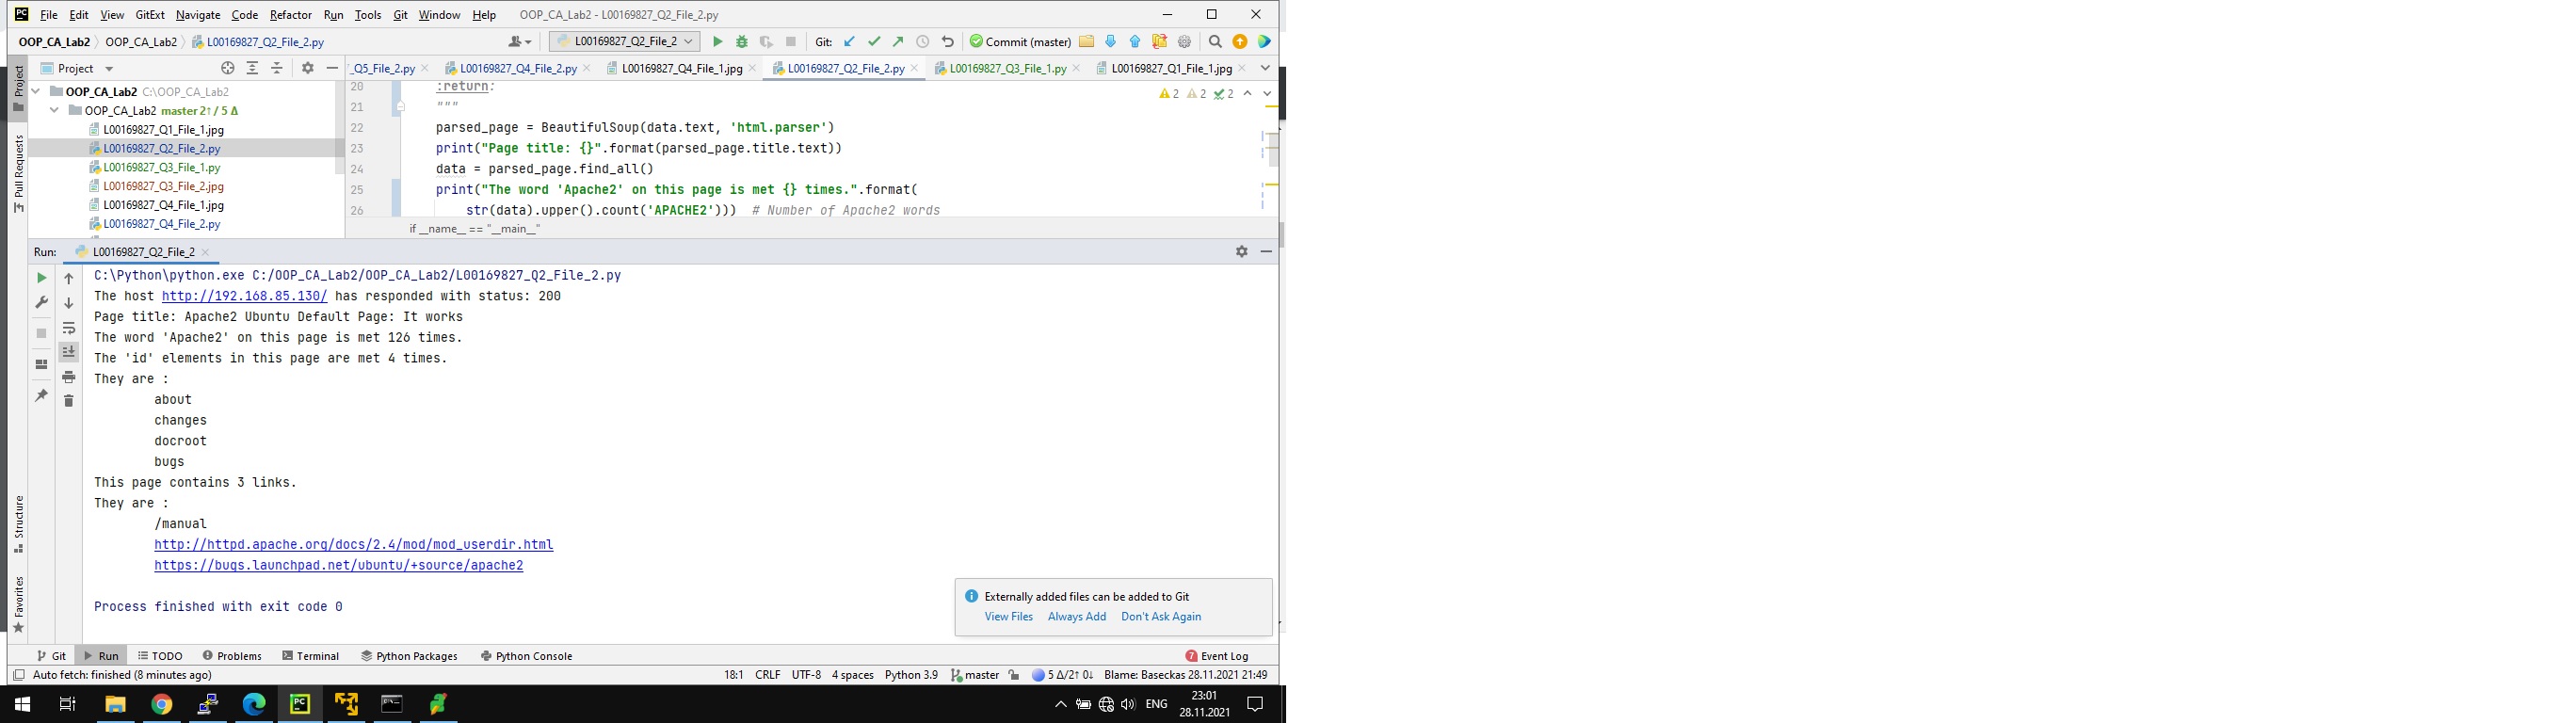 File Edit View GitExt Navigate Code Refactor Run Tools Git Window Help OOP_CA_Lab2 - L00169827_Q2_File_2.py
OOP_CA_Lab2 OOP_CA_Lab2 L00169827_Q2_File_2.py L00169827_Q2_File_2 Git: Commit (master)
Project
_Q5_File_2.py L00169827_Q4_File_2.py L00169827_Q4_File_1.jpg L00169827_Q2_File_2.py L00169827_Q3_File_1.py L00169827_Q1_File_1.jpg
Project
Pull Requests
Structure
Favorites
OOP_CA_Lab2 C:\OOP_CA_Lab2
OOP_CA_Lab2 master 2↑ / 5 Δ
L00169827_Q1_File_1.jpg
L00169827_Q2_File_2.py
L00169827_Q3_File_1.py
L00169827_Q3_File_2.jpg
L00169827_Q4_File_1.jpg
L00169827_Q4_File_2.py
2 2 2
20 :return:
21 """
22 parsed_page = BeautifulSoup(data.text, 'html.parser')
23 print("Page title: {}".format(parsed_page.title.text))
24 data = parsed_page.find_all()
25 print("The word 'Apache2' on this page is met {} times.".format(
26 str(data).upper().count('APACHE2'))) # Number of Apache2 words
if __name__ == "__main__"
Run: L00169827_Q2_File_2
C:\Python\python.exe C:/OOP_CA_Lab2/OOP_CA_Lab2/L00169827_Q2_File_2.py
The host http://192.168.85.130/ has responded with status: 200
Page title: Apache2 Ubuntu Default Page: It works
The word 'Apache2' on this page is met 126 times.
The 'id' elements in this page are met 4 times.
They are :
about
changes
docroot
bugs
This page contains 3 links.
They are :
/manual
http://httpd.apache.org/docs/2.4/mod/mod_userdir.html
https://bugs.launchpad.net/ubuntu/+source/apache2
Process finished with exit code 0
Externally added files can be added to Git
View Files Always Add Don't Ask Again
Git Run TODO Problems Terminal Python Packages Python Console 7 Event Log
Auto fetch: finished (8 minutes ago) 18:1 CRLF UTF-8 4 spaces Python 3.9 master 5 Δ/2↑ 0↓ Blame: Baseckas 28.11.2021 21:49
ENG 23:01
28.11.2021